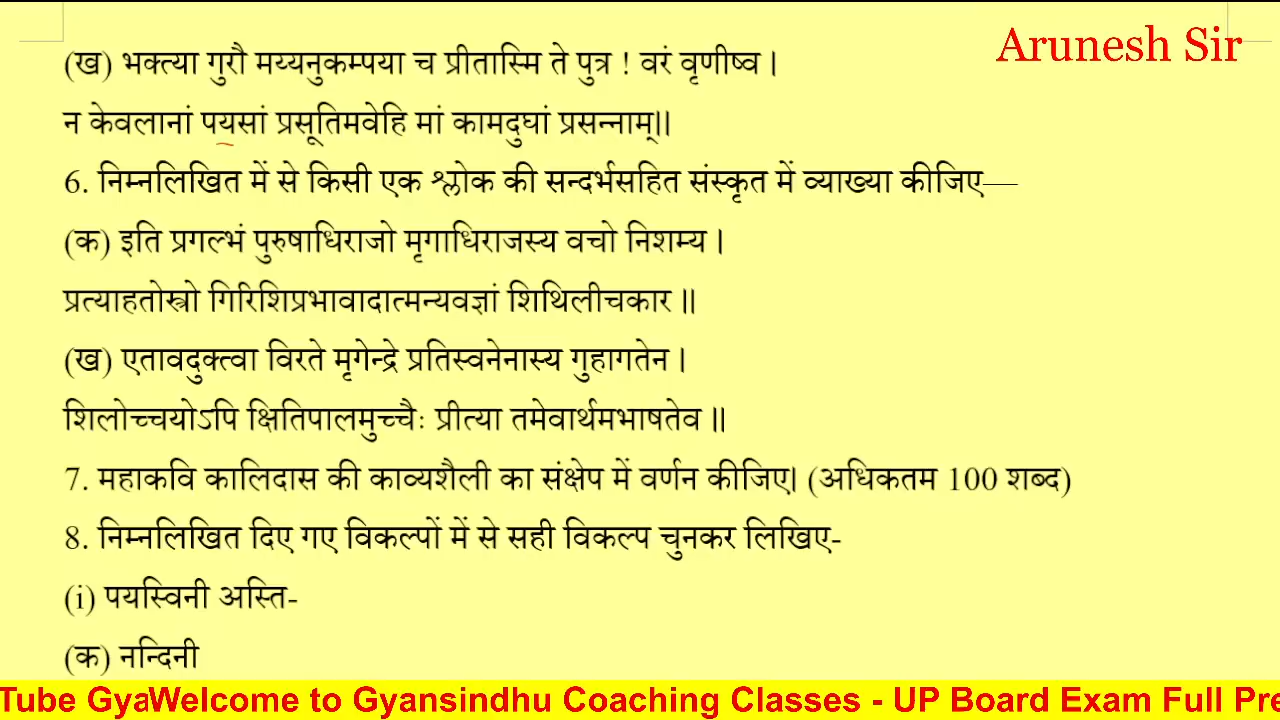 Arunesh Sir
(ख) भक्त्या गुरौ मय्यनुकम्पया च प्रीतास्मि ते पुत्र ! वरं वृणीष्व ।
न केवलानां पयसां प्रसूतिमवेहि मां कामदुघां प्रसन्नाम्।।
6. निम्नलिखित में से किसी एक श्लोक की सन्दर्भसहित संस्कृत में व्याख्या कीजिए—
(क) इति प्रगल्भं पुरुषाधिराजो मृगाधिराजस्य वचो निशम्य ।
प्रत्याहतोस्त्रो गिरिशिप्रभावादात्मन्यवज्ञां शिथिलीचकार ॥
(ख) एतावदुक्त्वा विरते मृगेन्द्रे प्रतिस्वनेनास्य गुहागतेन ।
शिलोच्चयोऽपि क्षितिपालमुच्चैः प्रीत्या तमेवार्थमभाषतेव ॥
7. महाकवि कालिदास की काव्यशैली का संक्षेप में वर्णन कीजिए। (अधिकतम 100 शब्द)
8. निम्नलिखित दिए गए विकल्पों में से सही विकल्प चुनकर लिखिए-
(i) पयस्विनी अस्ति-
(क) नन्दिनी
Tube GyaWelcome to Gyansindhu Coaching Classes - UP Board Exam Full Pre